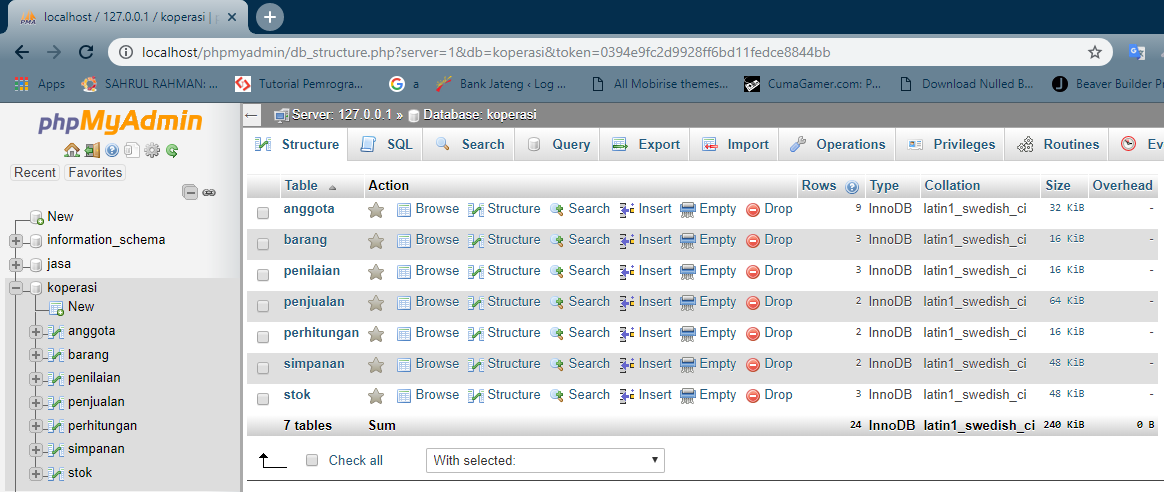 localhost / 127.0.0.1 / koperasi | p
localhost/phpmyadmin/db_structure.php?server=1&db=koperasi&token=0394e9fc2d9928ff6bd11fedce8844bb
Apps SAHRUL RAHMAN: ... Tutorial Pemrogra... a Bank Jateng ‹ Log ... All Mobirise themes... CumaGamer.com: P... Download Nulled B... Beaver Builder P
phpMyAdmin
Recent Favorites
New
information_schema
jasa
koperasi
New
anggota
barang
penilaian
penjualan
perhitungan
simpanan
stok
Server: 127.0.0.1 » Database: koperasi
Structure SQL Search Query Export Import Operations Privileges Routines Ev
Table Action Rows Type Collation Size Overhead
anggota Browse Structure Search Insert Empty Drop 9 InnoDB latin1_swedish_ci 32 KiB -
barang Browse Structure Search Insert Empty Drop 3 InnoDB latin1_swedish_ci 16 KiB -
penilaian Browse Structure Search Insert Empty Drop 3 InnoDB latin1_swedish_ci 16 KiB -
penjualan Browse Structure Search Insert Empty Drop 2 InnoDB latin1_swedish_ci 64 KiB -
perhitungan Browse Structure Search Insert Empty Drop 2 InnoDB latin1_swedish_ci 16 KiB -
simpanan Browse Structure Search Insert Empty Drop 2 InnoDB latin1_swedish_ci 48 KiB -
stok Browse Structure Search Insert Empty Drop 3 InnoDB latin1_swedish_ci 48 KiB -
7 tables Sum 24 InnoDB latin1_swedish_ci 240 KiB 0 B
Check all With selected: